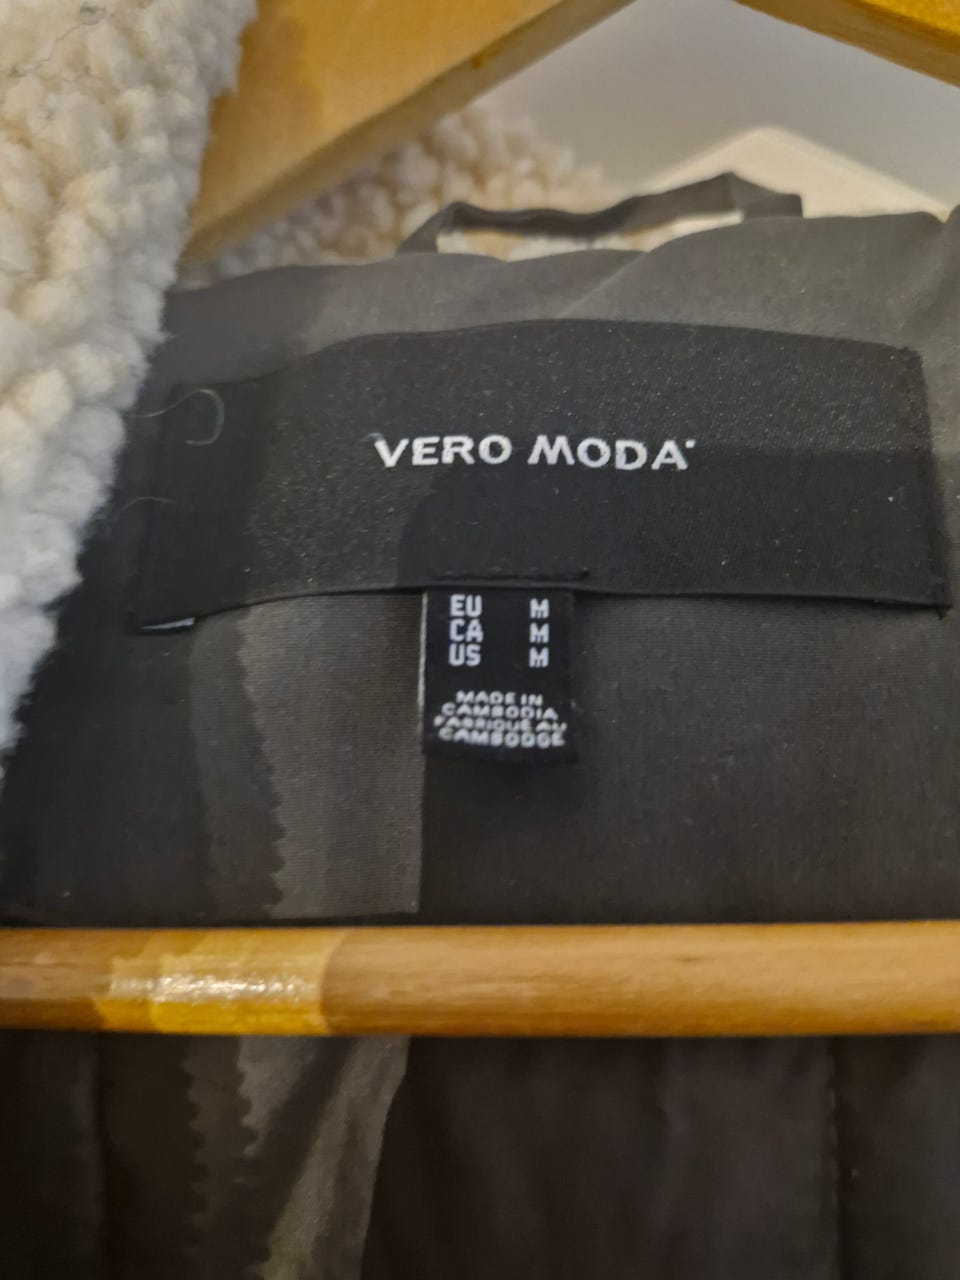 VERO MODA
EU M
CA M
US M
MADE IN
CAMBODIA
FABRIQUÉ AU
CAMBODGE